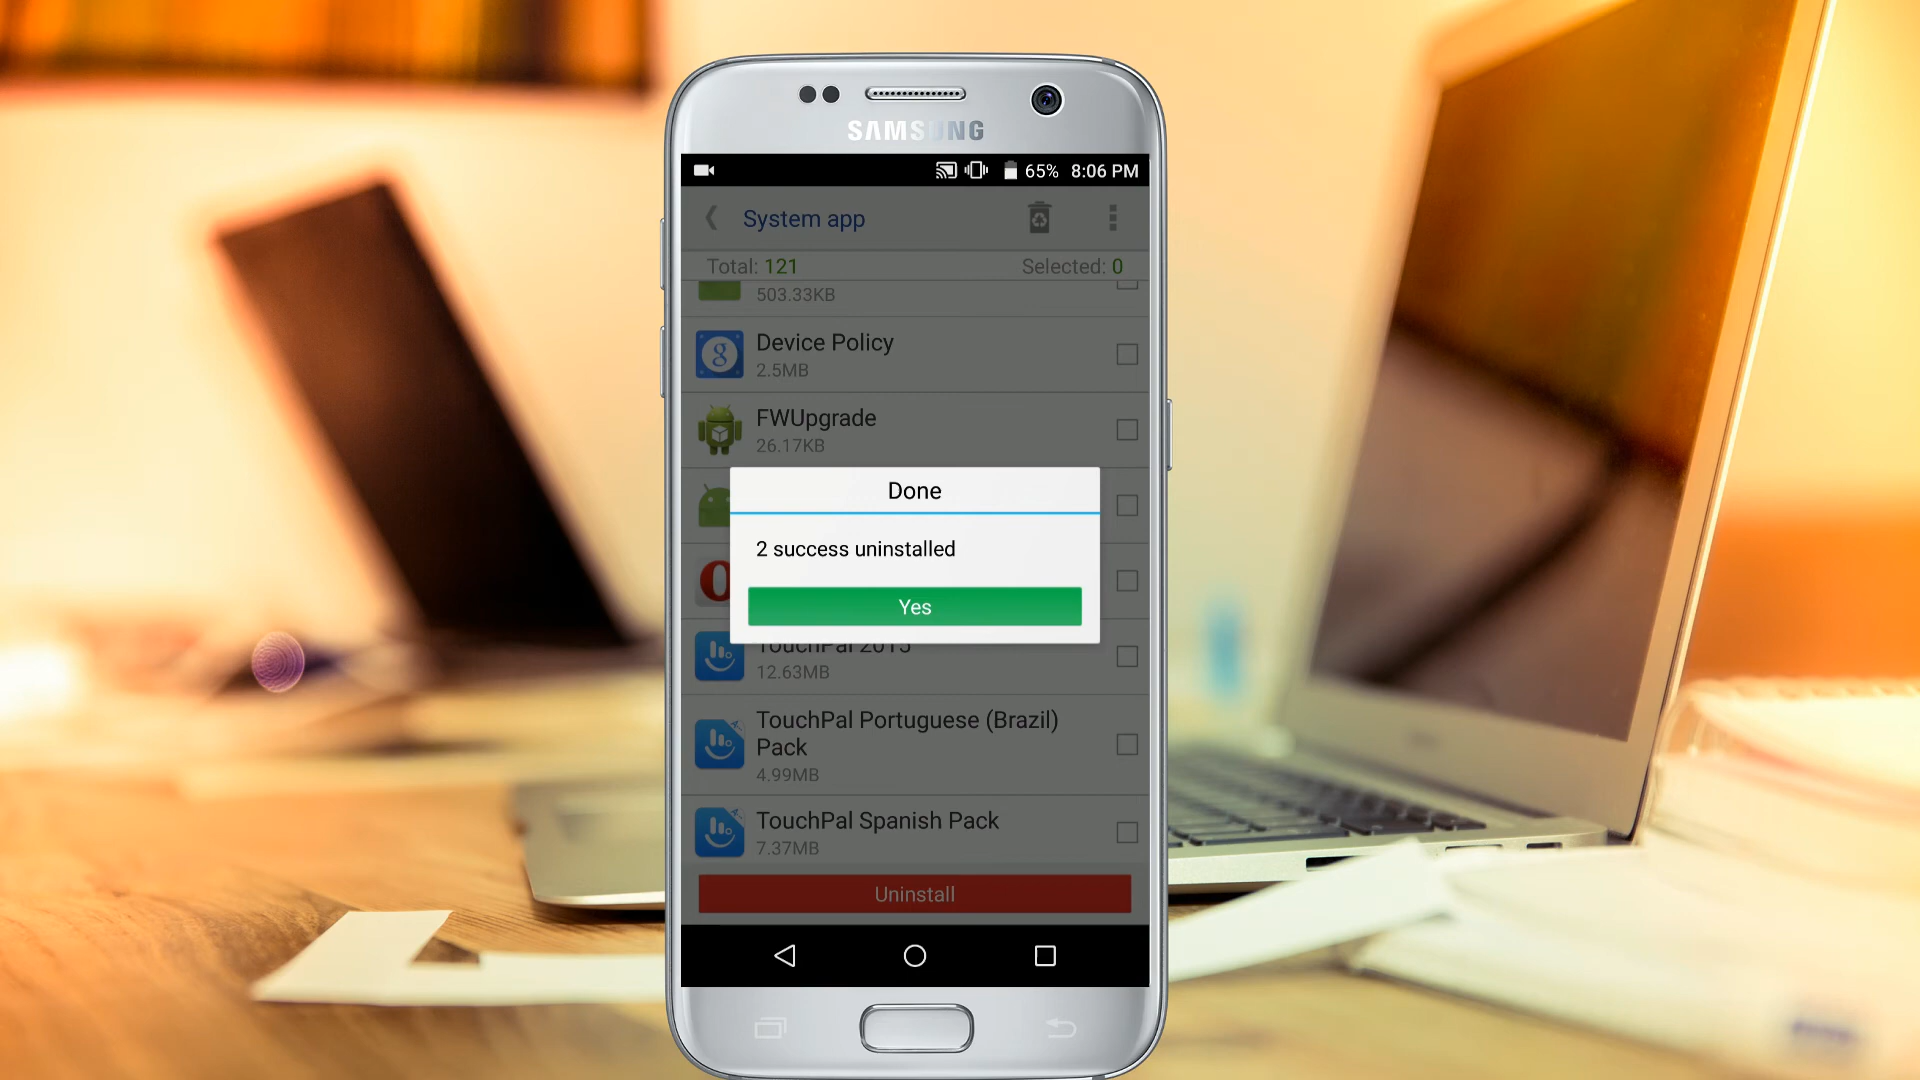 SAMSUNG
65% 8:06 PM
System app
Total: 121 Selected: 0
503.33KB
Device Policy
2.5MB
FWUpgrade
26.17KB
Done
2 success uninstalled
Yes
TouchPal 2015
12.63MB
TouchPal Portuguese (Brazil)
Pack
4.99MB
TouchPal Spanish Pack
7.37MB
Uninstall